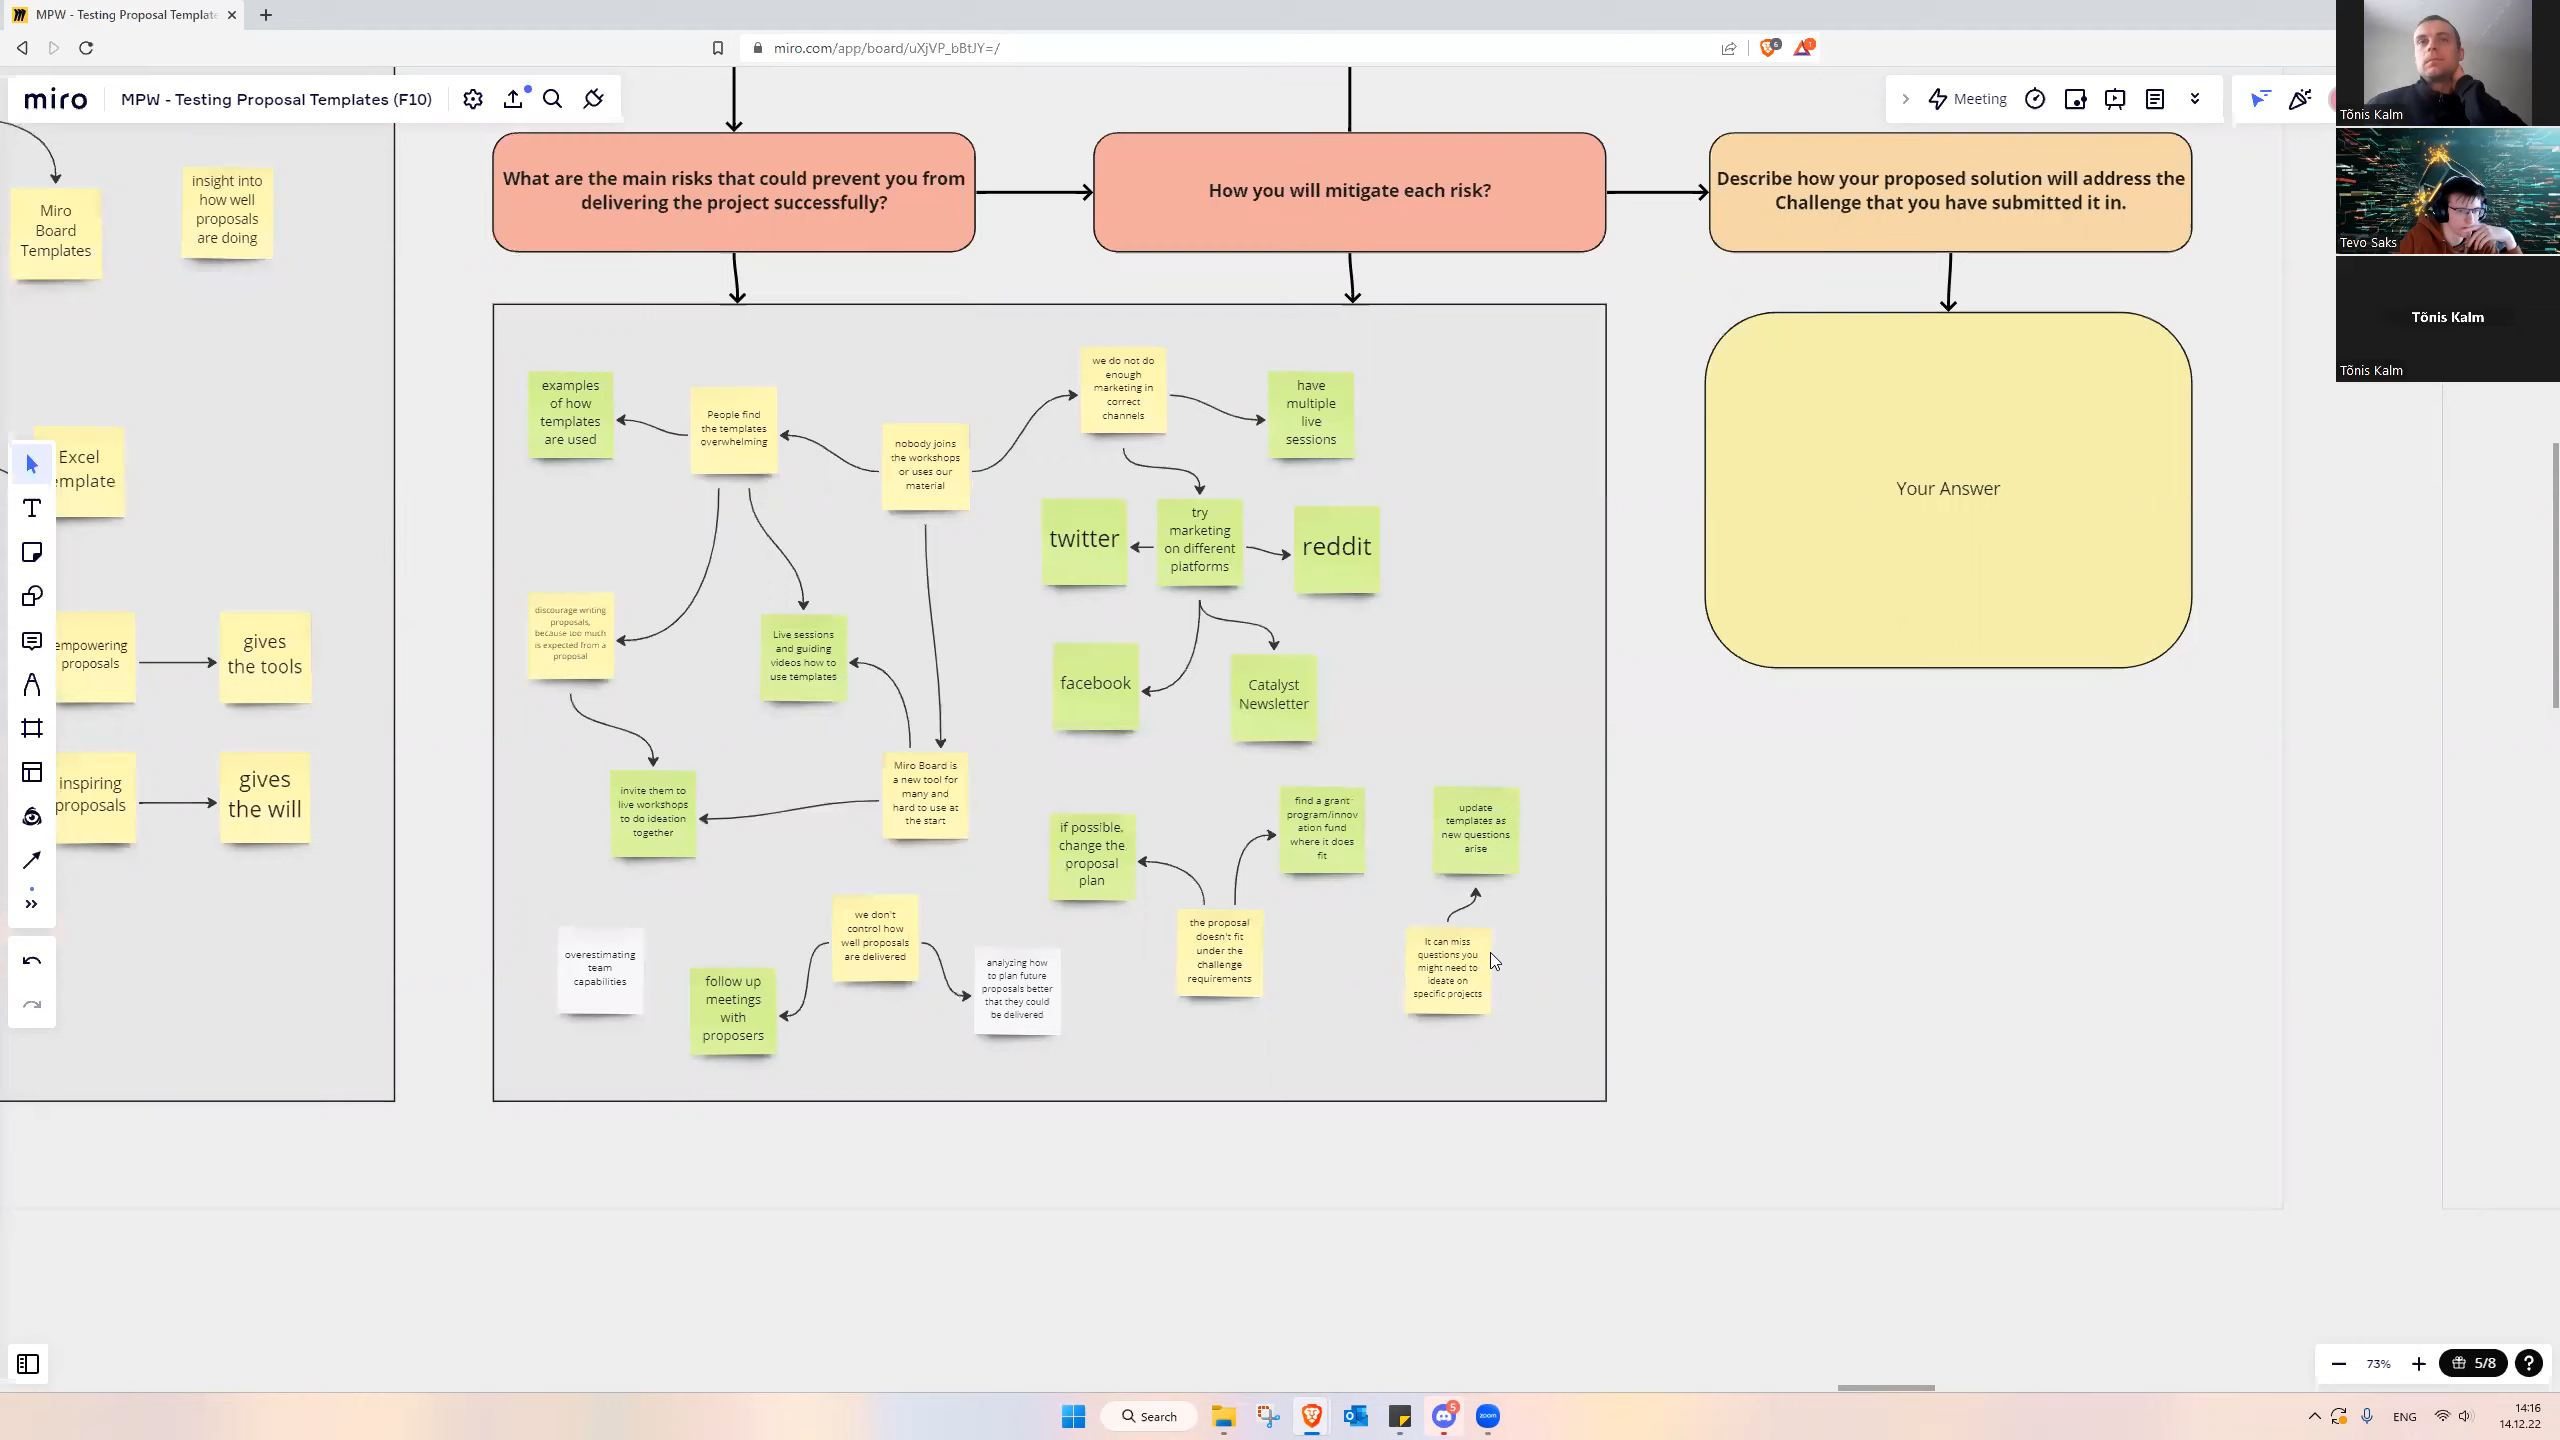 MPW - Testing Proposal Template
miro.com/app/board/uXjVP_bBtJY=/
miro
MPW - Testing Proposal Templates (F10)
Meeting
Tõnis Kalm
Tevo Saks
Tõnis Kalm
Tõnis Kalm
What are the main risks that could prevent you from
delivering the project successfully?
How you will mitigate each risk?
Describe how your proposed solution will address the
Challenge that you have submitted it in.
Your Answer
Miro
Board
Templates
insight into
how well
proposals
are doing
Excel
emplate
empowering
proposals
gives
the tools
inspiring
proposals
gives
the will
examples
of how
templates
are used
People find
the templates
overwhelming
nobody joins
the workshops
or uses our
material
we do not do
enough
marketing in
correct
channels
have
multiple
live
sessions
twitter
try
marketing
on different
platforms
reddit
facebook
Catalyst
Newsletter
discourage writing
proposals,
because too much
is expected from a
proposal
Live sessions
and guiding
videos how to
use templates
invite them to
live workshops
to do ideation
together
Miro Board is
a new tool for
many and
hard to use at
the start
if possible,
change the
proposal
plan
find a grant
program/innov
ation fund
where it does
fit
update
templates as
new questions
arise
overestimating
team
capabilities
follow up
meetings
with
proposers
we don't
control how
well proposals
are delivered
analyzing how
to plan future
proposals better
that they could
be delivered
the proposal
doesn't fit
under the
challenge
requirements
It can miss
questions you
might need to
ideate on
specific projects
73%
5/8
?
Search
5
zoom
ENG
14:16
14.12.22